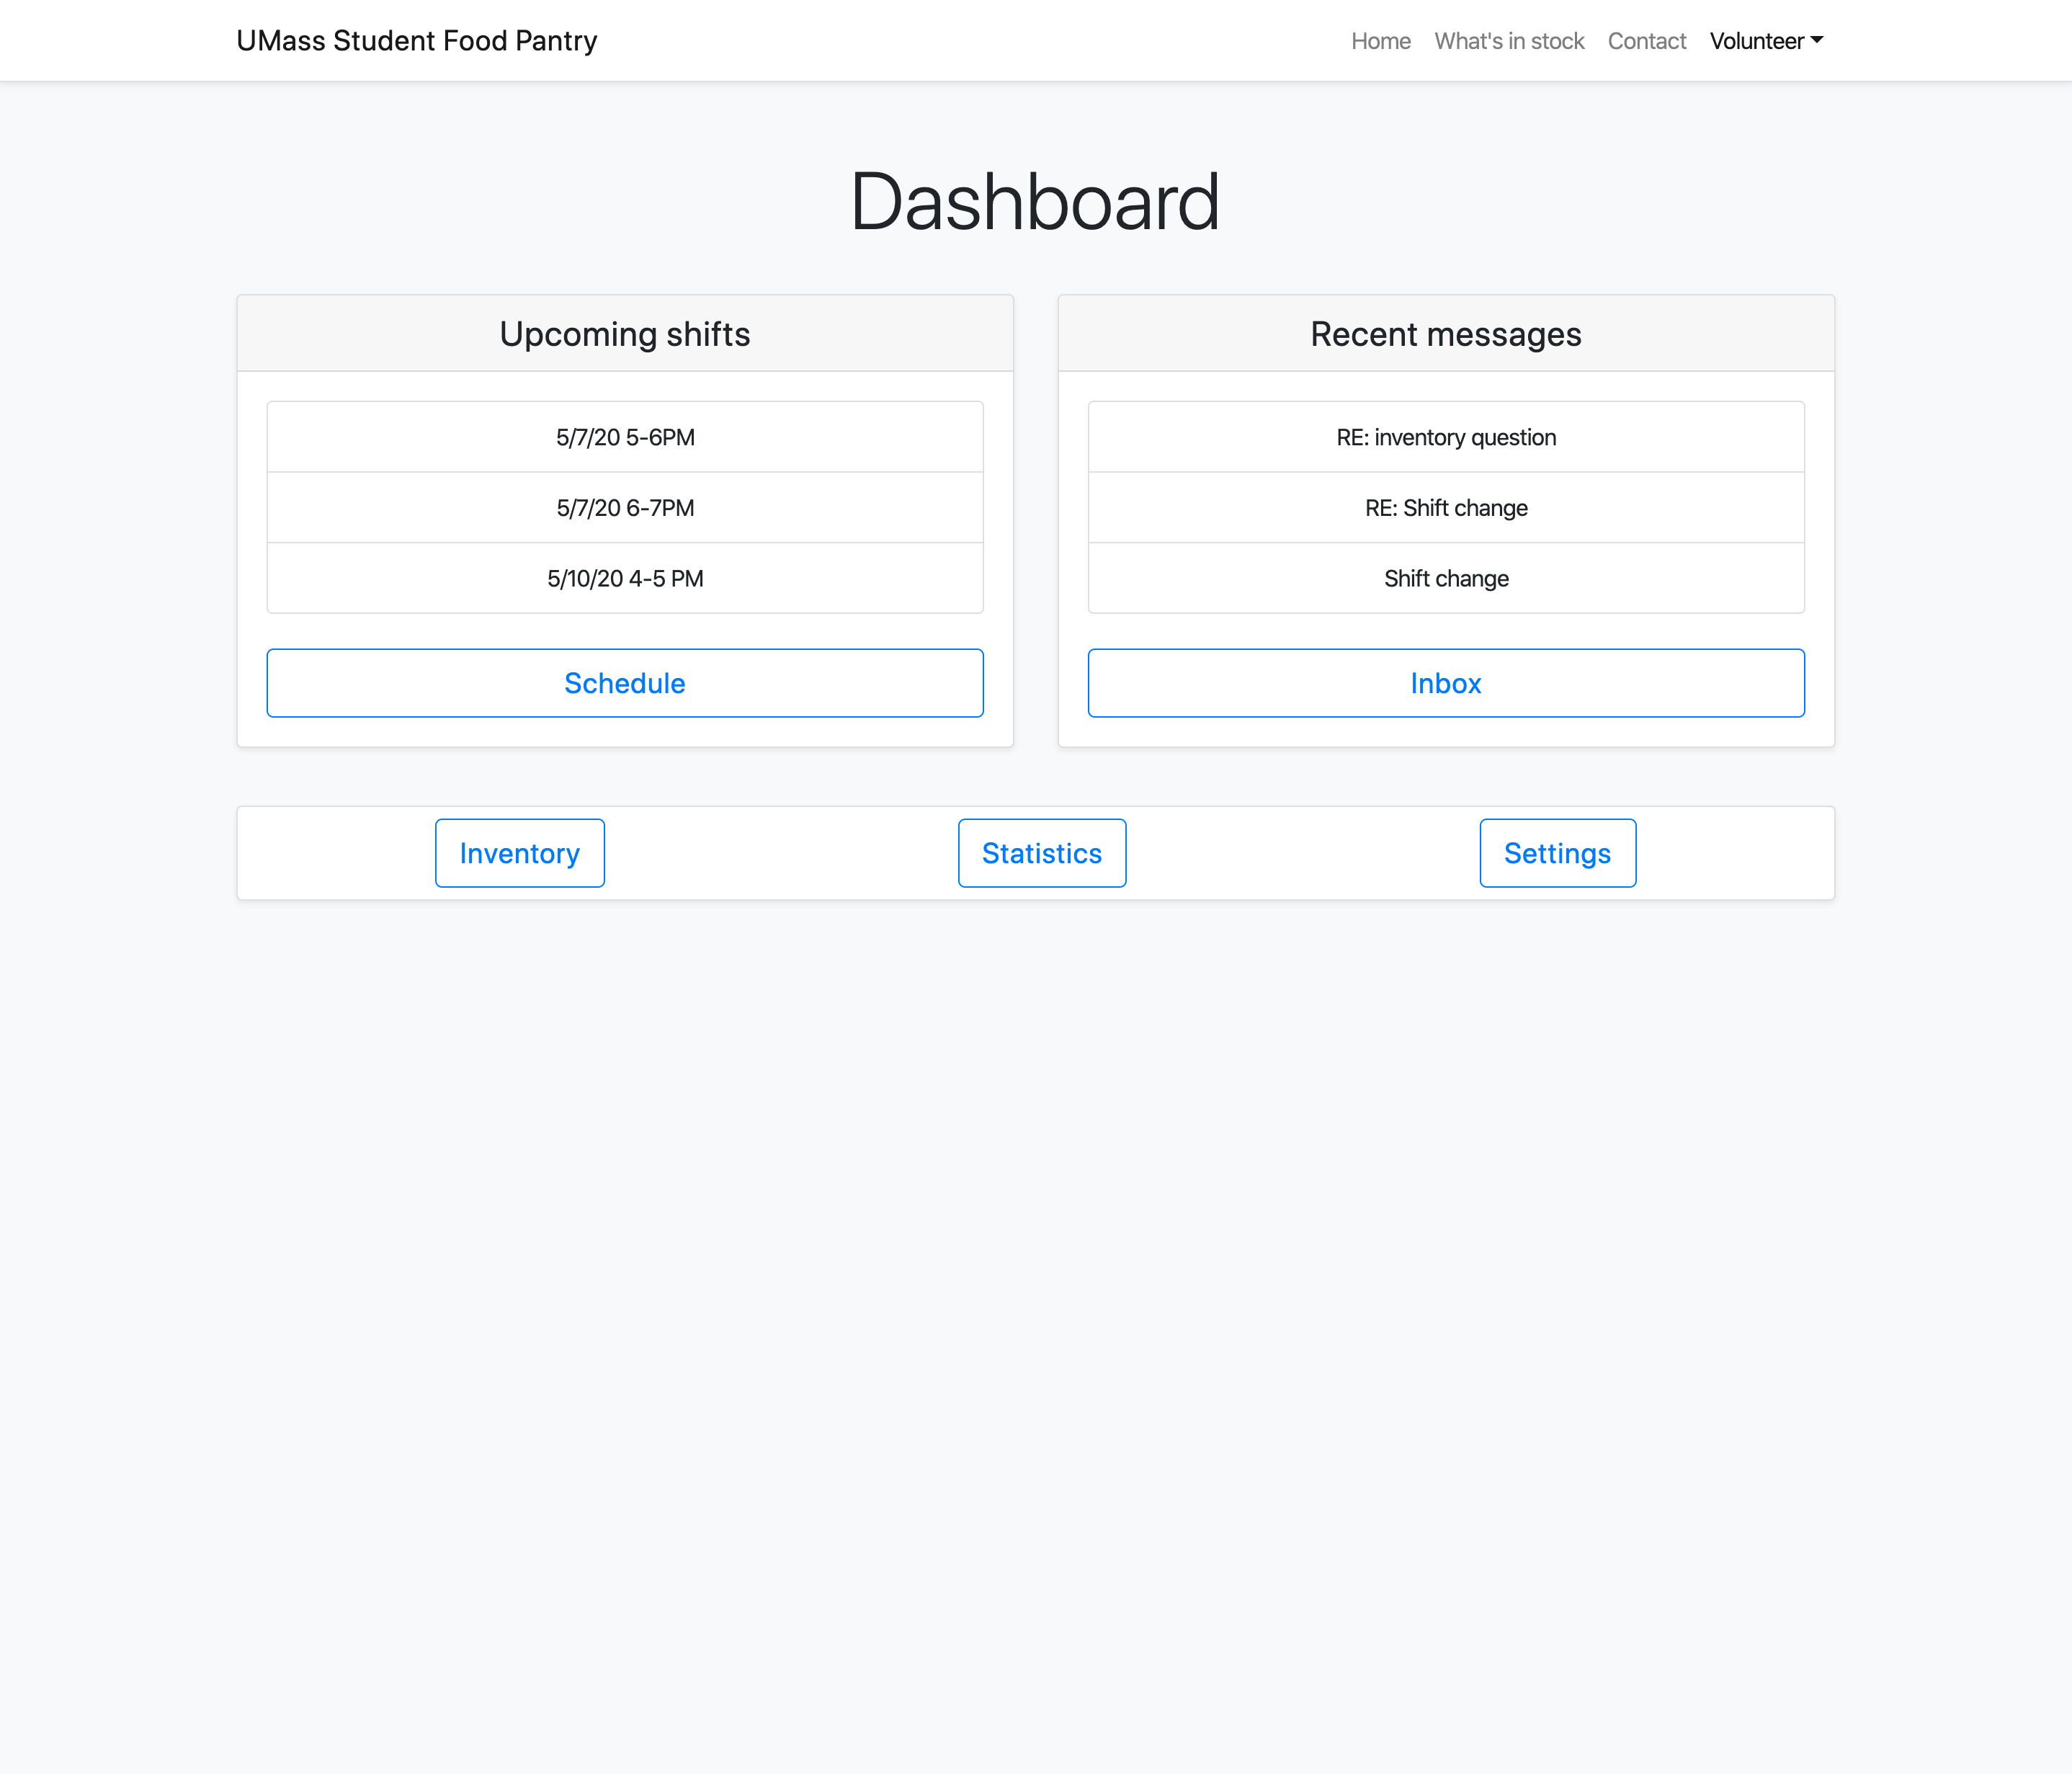 UMass Student Food Pantry
Home What's in stock Contact Volunteer
Dashboard
Upcoming shifts
5/7/20 5-6PM
5/7/20 6-7PM
5/10/20 4-5 PM
Schedule
Recent messages
RE: inventory question
RE: Shift change
Shift change
Inbox
Inventory
Statistics
Settings